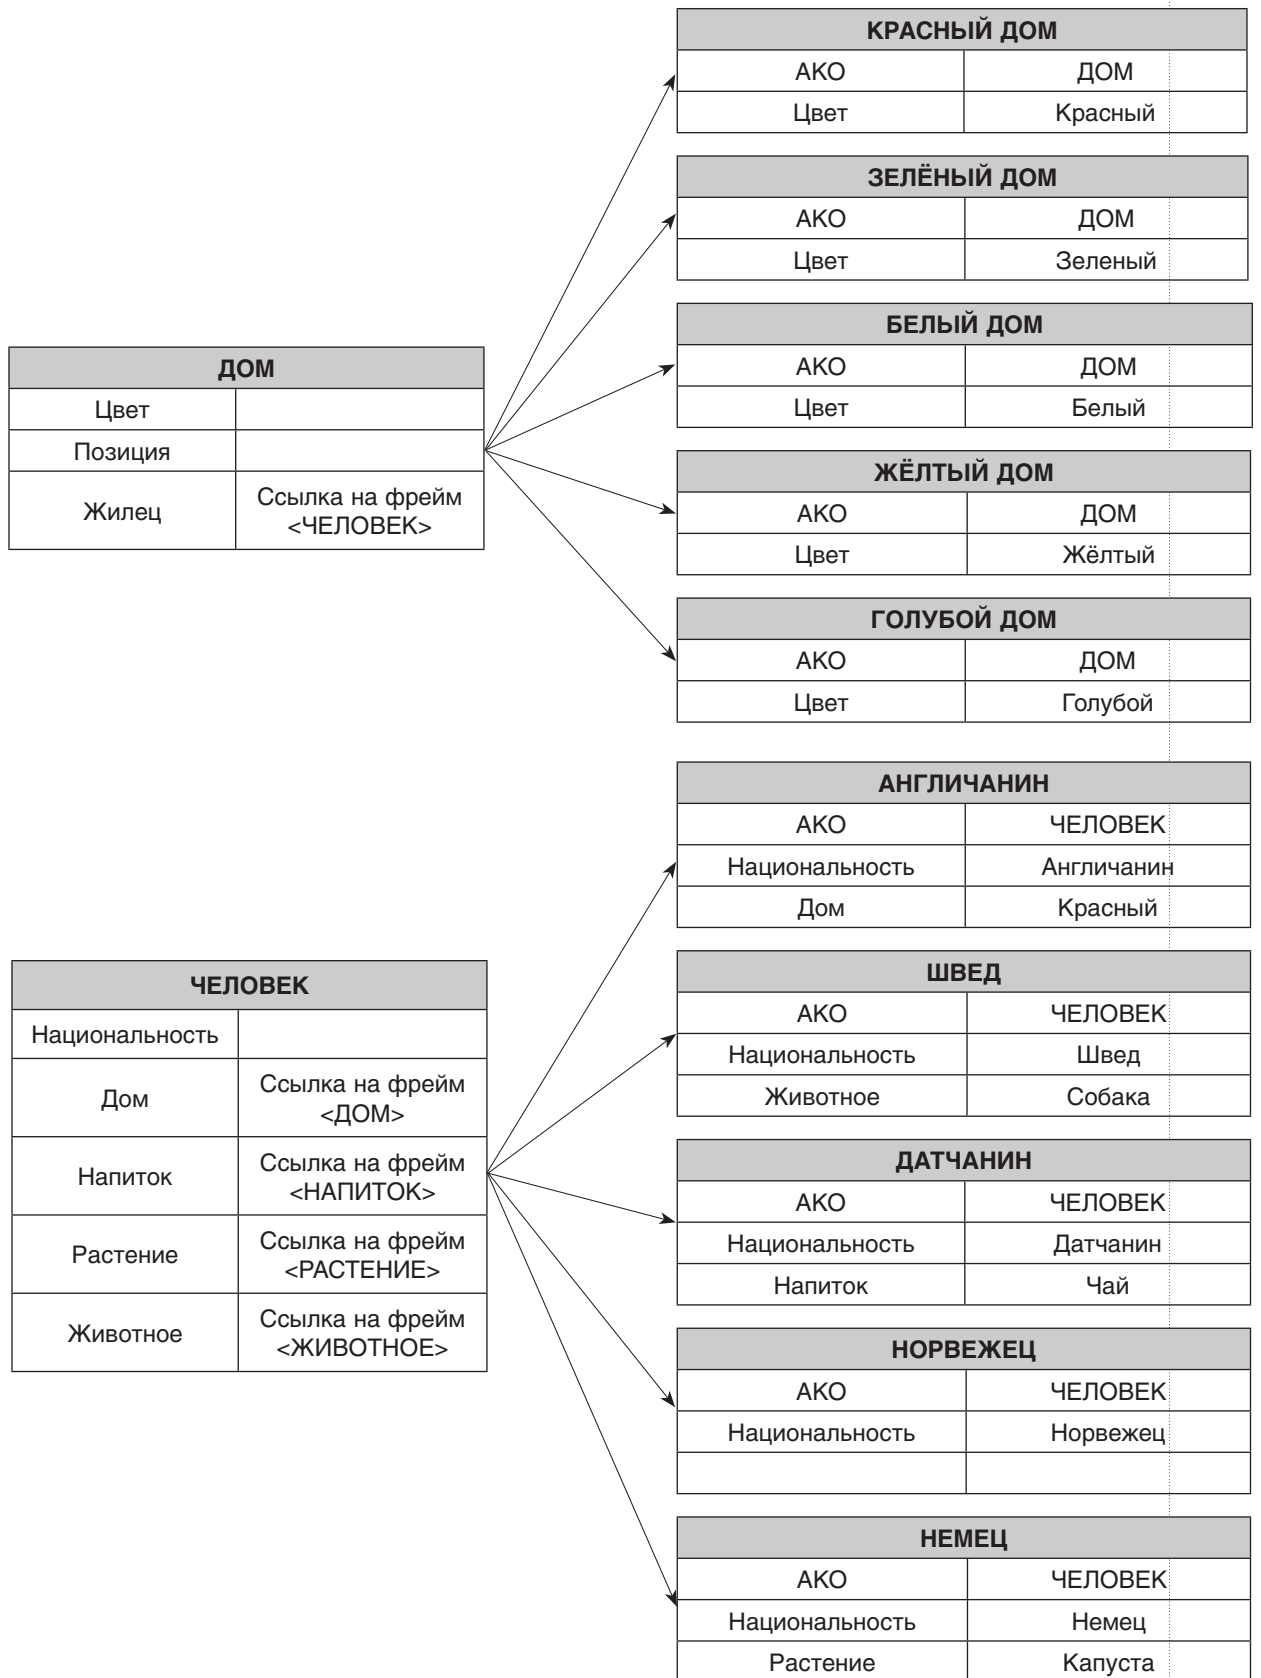 КРАСНЫЙ ДОМ
АКО ДОМ
Цвет Красный
ЗЕЛЁНЫЙ ДОМ
АКО ДОМ
Цвет Зеленый
БЕЛЫЙ ДОМ
АКО ДОМ
Цвет Белый
ЖЁЛТЫЙ ДОМ
АКО ДОМ
Цвет Жёлтый
ГОЛУБОЙ ДОМ
АКО ДОМ
Цвет Голубой
ДОМ
Цвет
Позиция
Жилец Ссылка на фрейм
<ЧЕЛОВЕК>
АНГЛИЧАНИН
АКО ЧЕЛОВЕК
Национальность Англичанин
Дом Красный
ШВЕД
АКО ЧЕЛОВЕК
Национальность Швед
Животное Собака
ДАТЧАНИН
АКО ЧЕЛОВЕК
Национальность Датчанин
Напиток Чай
НОРВЕЖЕЦ
АКО ЧЕЛОВЕК
Национальность Норвежец
НЕМЕЦ
АКО ЧЕЛОВЕК
Национальность Немец
Растение Капуста
ЧЕЛОВЕК
Национальность
Дом Ссылка на фрейм
<ДОМ>
Напиток Ссылка на фрейм
<НАПИТОК>
Растение Ссылка на фрейм
<РАСТЕНИЕ>
Животное Ссылка на фрейм
<ЖИВОТНОЕ>